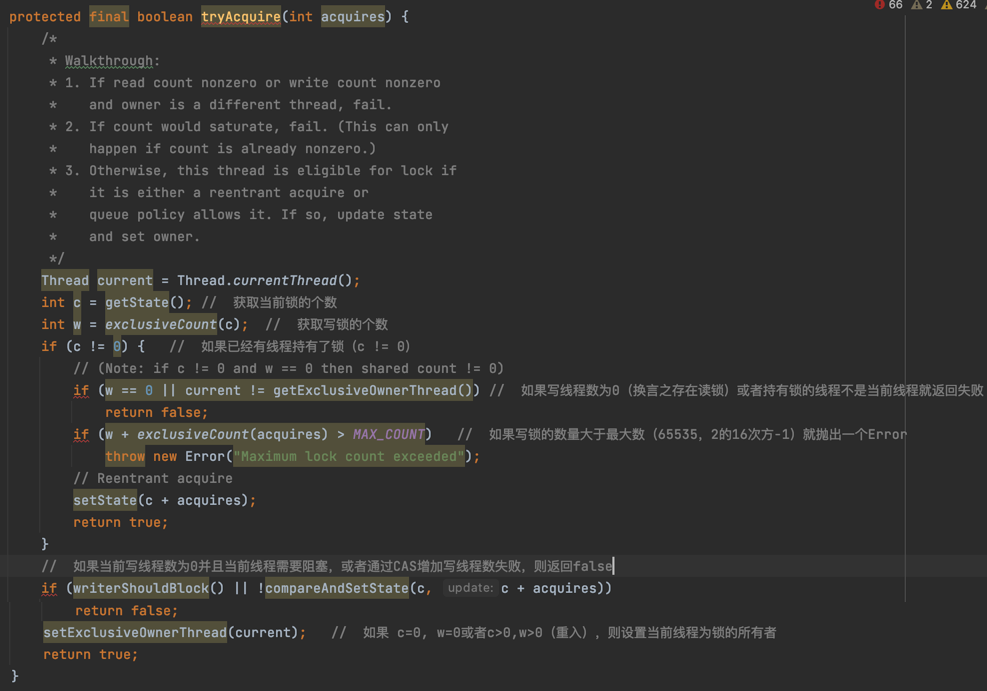 66 2 624
protected final boolean tryAcquire(int acquires) {
/*
* Walkthrough:
* 1. If read count nonzero or write count nonzero
*    and owner is a different thread, fail.
* 2. If count would saturate, fail. (This can only
*    happen if count is already nonzero.)
* 3. Otherwise, this thread is eligible for lock if
*    it is either a reentrant acquire or
*    queue policy allows it. If so, update state
*    and set owner.
*/
Thread current = Thread.currentThread();
int c = getState(); //  获取当前锁的个数
int w = exclusiveCount(c);  //  获取写锁的个数
if (c != 0) {   //  如果已经有线程持有了锁（c != 0）
// (Note: if c != 0 and w == 0 then shared count != 0)
if (w == 0 || current != getExclusiveOwnerThread()) //  如果写线程数为0（换言之存在读锁）或者持有锁的线程不是当前线程就返回失败
return false;
if (w + exclusiveCount(acquires) > MAX_COUNT)   //  如果写锁的数量大于最大数（65535，2的16次方-1）就抛出一个Error
throw new Error("Maximum lock count exceeded");
// Reentrant acquire
setState(c + acquires);
return true;
}
//  如果当前写线程数为0并且当前线程需要阻塞，或者通过CAS增加写线程数失败，则返回false
if (writerShouldBlock() || !compareAndSetState(c, update: c + acquires))
return false;
setExclusiveOwnerThread(current);   //  如果 c=0, w=0或者c>0,w>0（重入），则设置当前线程为锁的所有者
return true;
}